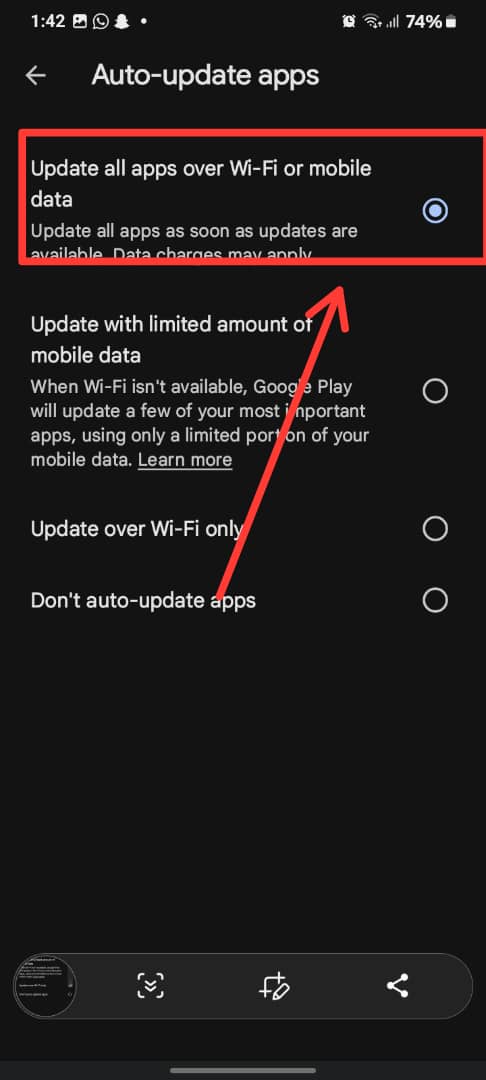 1:42
74%
Auto-update apps
Update all apps over Wi-Fi or mobile
data
Update all apps as soon as updates are
available. Data charges may apply.
Update with limited amount of
mobile data
When Wi-Fi isn't available, Google Play
will update a few of your most important
apps, using only a limited portion of your
mobile data. Learn more
Update over Wi-Fi only
Don't auto-update apps